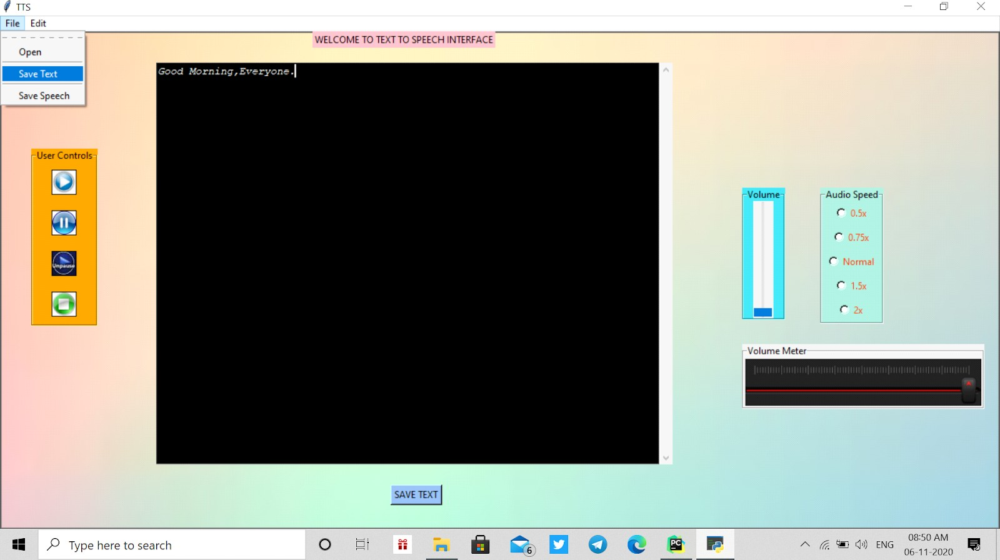 TTS
File Edit
WELCOME TO TEXT TO SPEECH INTERFACE
Open
Save Text
Save Speech
Good Morning,Everyone.
User Controls
Unpause
Volume
Audio Speed
0.5x
0.75x
Normal
1.5x
2x
Volume Meter
SAVE TEXT
Type here to search
6
PC
ENG
08:50 AM
06-11-2020